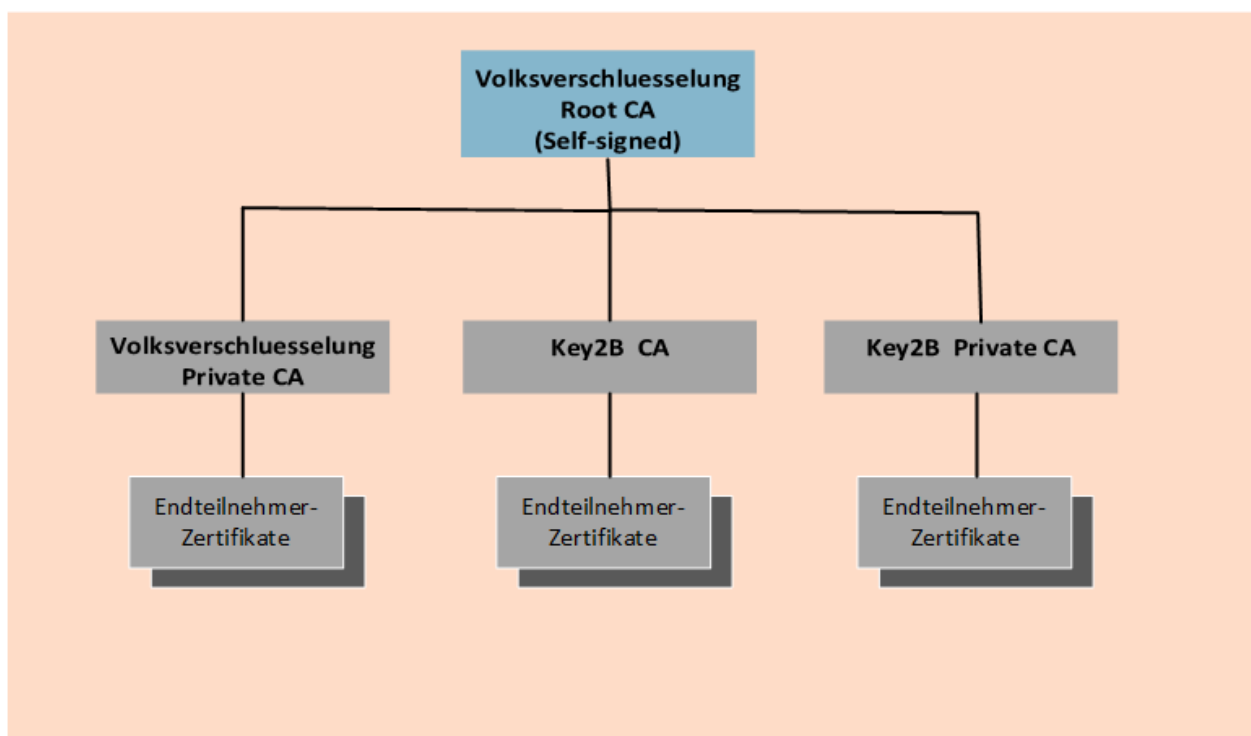 Volksverschluesselung
Root CA
(Self-signed)
Volksverschluesselung
Private CA
Key2B CA
Key2B Private CA
Endteilnehmer-
Zertifikate
Endteilnehmer-
Zertifikate
Endteilnehmer-
Zertifikate